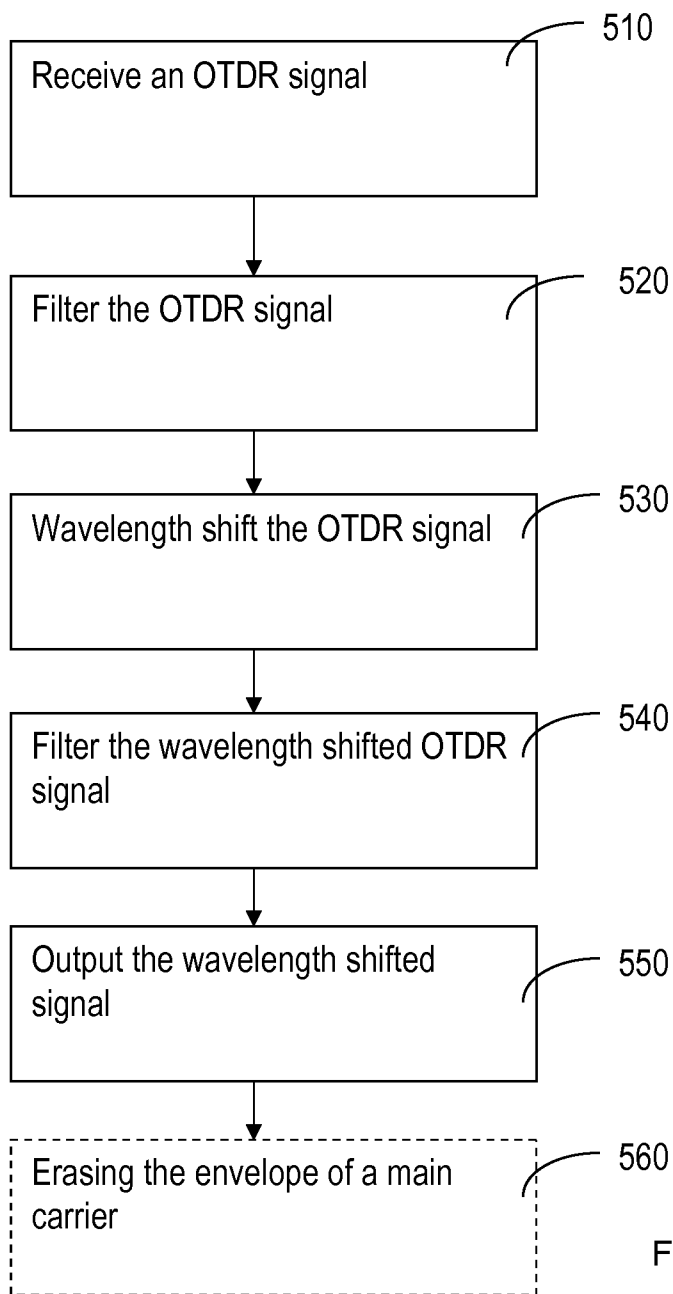 510
Receive an OTDR signal
520
Filter the OTDR signal
530
Wavelength shift the OTDR signal
540
Filter the wavelength shifted OTDR
signal
550
Output the wavelength shifted
signal
560
Erasing the envelope of a main
carrier
F